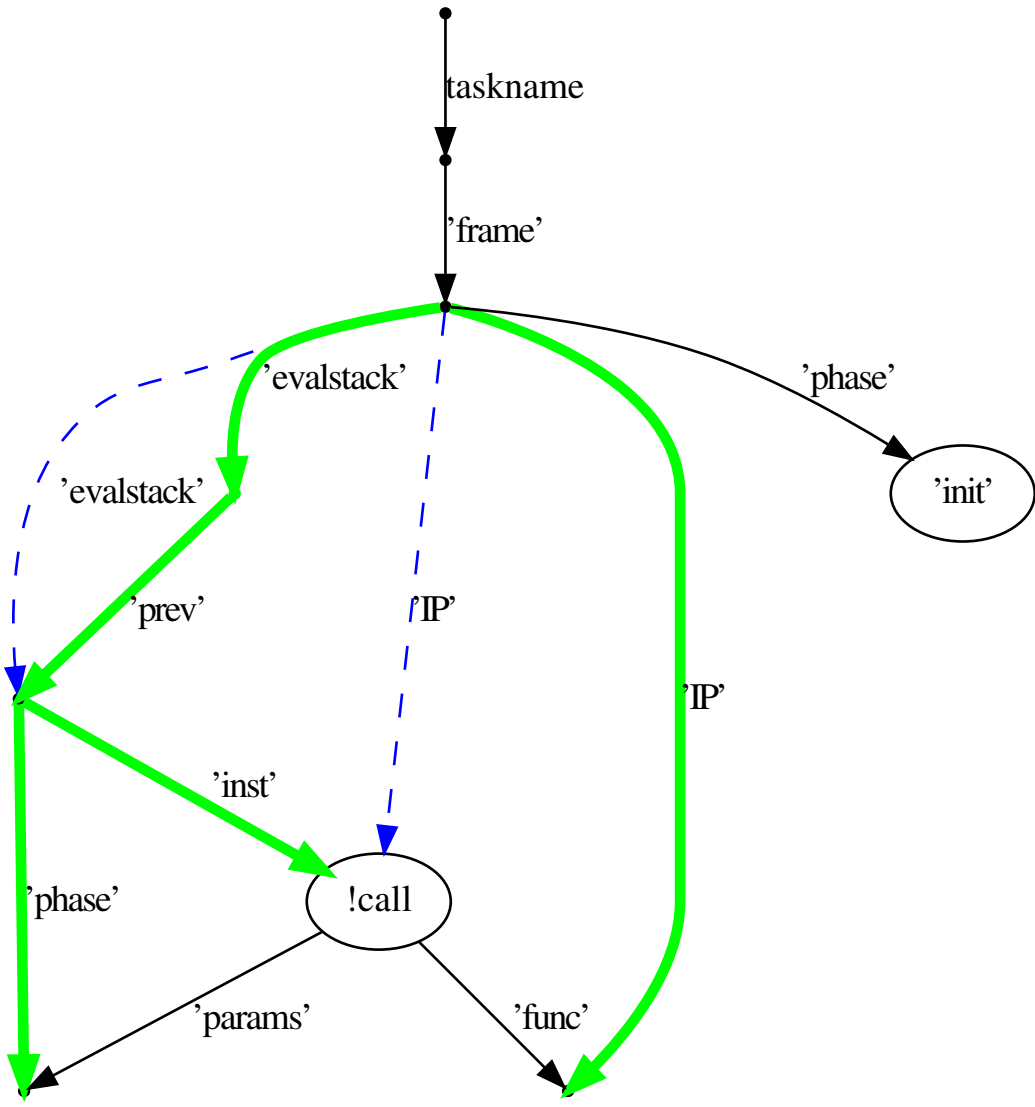 taskname
’frame’
’evalstack’
’phase’
’evalstack’
’init’
’prev’
’IP’
’IP’
’inst’
’phase’
!call
’params’
’func’